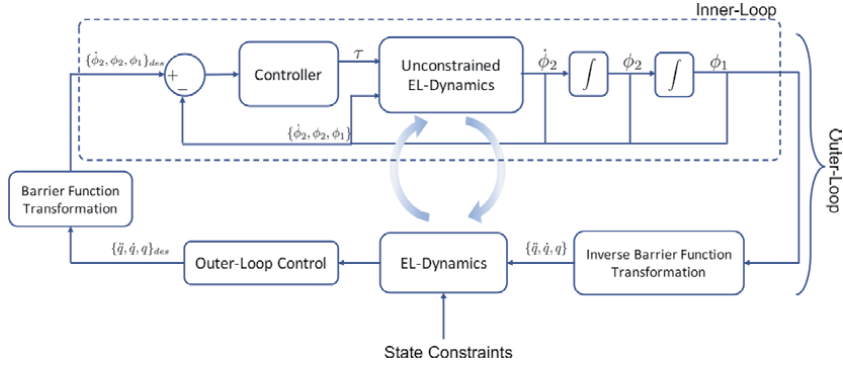 Inner-Loop
{ϕ̇₂, ϕ₂, ϕ₁}des
+
−
Controller
τ
Unconstrained
EL-Dynamics
ϕ̇₂
∫
ϕ₂
∫
ϕ₁
{ϕ̇₂, ϕ₂, ϕ₁}
Outer-Loop
Barrier Function
Transformation
{q̈, q̇, q}des
Outer-Loop Control
EL-Dynamics
{q̈, q̇, q}
Inverse Barrier Function
Transformation
State Constraints